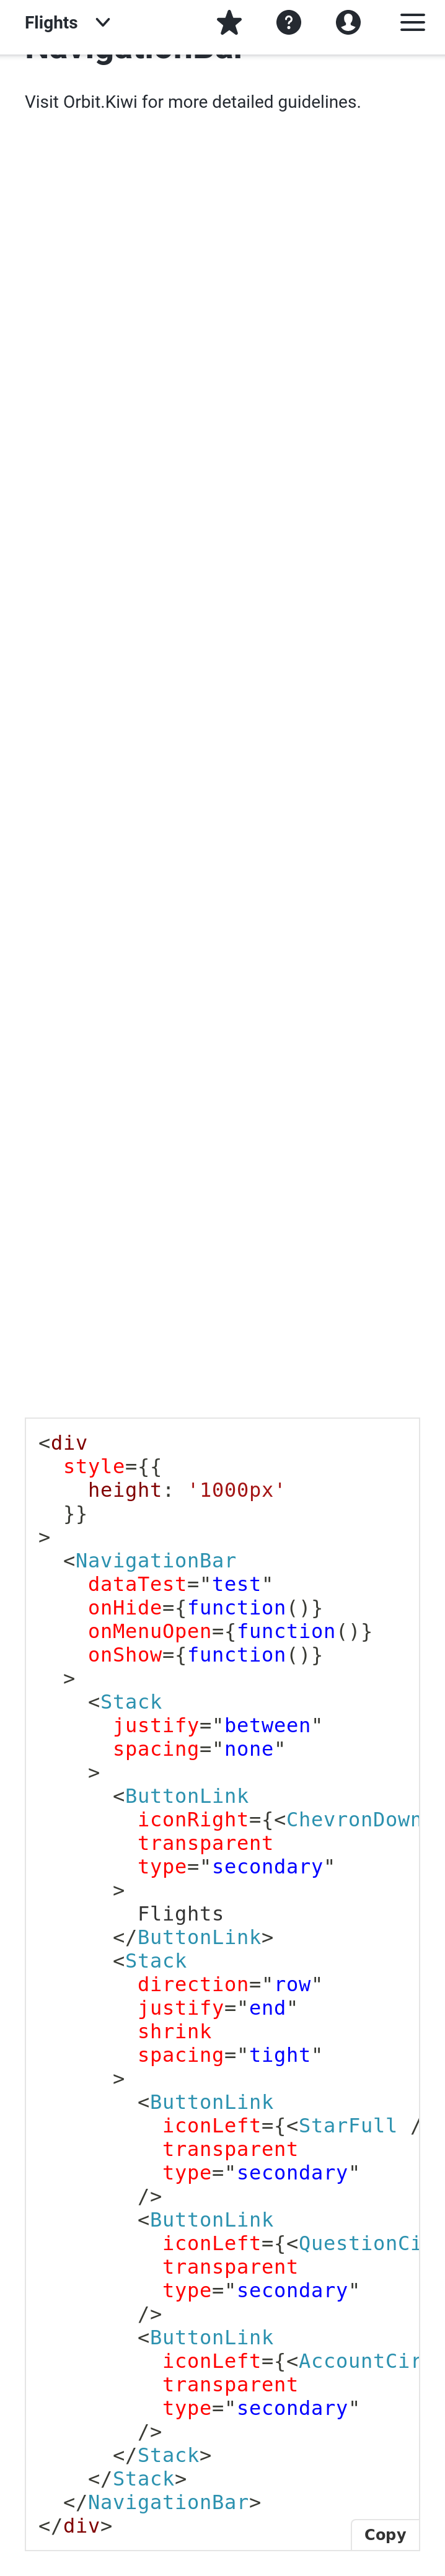 Flights
NavigationBar
Visit Orbit.Kiwi for more detailed guidelines.
<div
  style={{
    height: '1000px'
  }}
>
  <NavigationBar
    dataTest="test"
    onHide={function()}
    onMenuOpen={function()}
    onShow={function()}
  >
    <Stack
      justify="between"
      spacing="none"
    >
      <ButtonLink
        iconRight={<ChevronDown
        transparent
        type="secondary"
      >
        Flights
      </ButtonLink>
      <Stack
        direction="row"
        justify="end"
        shrink
        spacing="tight"
      >
        <ButtonLink
          iconLeft={<StarFull /
          transparent
          type="secondary"
        />
        <ButtonLink
          iconLeft={<QuestionCi
          transparent
          type="secondary"
        />
        <ButtonLink
          iconLeft={<AccountCir
          transparent
          type="secondary"
        />
      </Stack>
    </Stack>
  </NavigationBar>
</div>
Copy